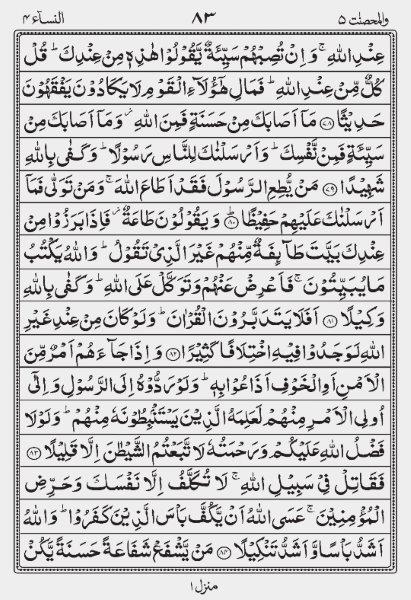 والمحصنت ٥ ٨٣ النسآء ٤
عِنْدِ اللّٰهِ ۚ وَاِنْ تُصِبْهُمْ سَيِّئَةٌ يَّقُوْلُوْا هٰذِهٖ مِنْ عِنْدِكَ ؕ قُلْ
كُلٌّ مِّنْ عِنْدِ اللّٰهِ ؕ فَمَالِ هٰٓؤُلَآءِ الْقَوْمِ لَا يَكَادُوْنَ يَفْقَهُوْنَ
حَدِيْثًا ﴿٧٨﴾ مَاۤ اَصَابَكَ مِنْ حَسَنَةٍ فَمِنَ اللّٰهِ ز وَمَاۤ اَصَابَكَ مِنْ
سَيِّئَةٍ فَمِنْ نَّفْسِكَ ؕ وَاَرْسَلْنٰكَ لِلنَّاسِ رَسُوْلًا ؕ وَكَفٰى بِاللّٰهِ
شَهِيْدًا ﴿٧٩﴾ مَنْ يُّطِعِ الرَّسُوْلَ فَقَدْ اَطَاعَ اللّٰهَ ۚ وَمَنْ تَوَلّٰى فَمَاۤ
اَرْسَلْنٰكَ عَلَيْهِمْ حَفِيْظًا ﴿٨٠﴾ؕ وَيَقُوْلُوْنَ طَاعَةٌ ز فَاِذَا بَرَزُوْا مِنْ
عِنْدِكَ بَيَّتَ طَآئِفَةٌ مِّنْهُمْ غَيْرَ الَّذِيْ تَقُوْلُ ؕ وَاللّٰهُ يَكْتُبُ
مَا يُبَيِّتُوْنَ ۚ فَاَعْرِضْ عَنْهُمْ وَتَوَكَّلْ عَلَى اللّٰهِ ؕ وَكَفٰى بِاللّٰهِ
وَكِيْلًا ﴿٨١﴾ اَفَلَا يَتَدَبَّرُوْنَ الْقُرْاٰنَ ؕ وَلَوْ كَانَ مِنْ عِنْدِ غَيْرِ
اللّٰهِ لَوَجَدُوْا فِيْهِ اخْتِلَافًا كَثِيْرًا ﴿٨٢﴾ وَاِذَا جَآءَهُمْ اَمْرٌ مِّنَ
الْاَمْنِ اَوِ الْخَوْفِ اَذَاعُوْا بِهٖ ؕ وَلَوْ رَدُّوْهُ اِلَى الرَّسُوْلِ وَاِلٰٓى
اُولِى الْاَمْرِ مِنْهُمْ لَعَلِمَهُ الَّذِيْنَ يَسْتَنْۢبِطُوْنَهٗ مِنْهُمْ ؕ وَلَوْلَا
فَضْلُ اللّٰهِ عَلَيْكُمْ وَرَحْمَتُهٗ لَا تَّبَعْتُمُ الشَّيْطٰنَ اِلَّا قَلِيْلًا ﴿٨٣﴾
فَقَاتِلْ فِيْ سَبِيْلِ اللّٰهِ ۚ لَا تُكَلَّفُ اِلَّا نَفْسَكَ وَحَرِّضِ
الْمُؤْمِنِيْنَ ۚ عَسَى اللّٰهُ اَنْ يَّكُفَّ بَاْسَ الَّذِيْنَ كَفَرُوْا ؕ وَاللّٰهُ
اَشَدُّ بَاْسًا وَّاَشَدُّ تَنْكِيْلًا ﴿٨٤﴾ مَنْ يَّشْفَعْ شَفَاعَةً حَسَنَةً يَّكُنْ
منزل ١